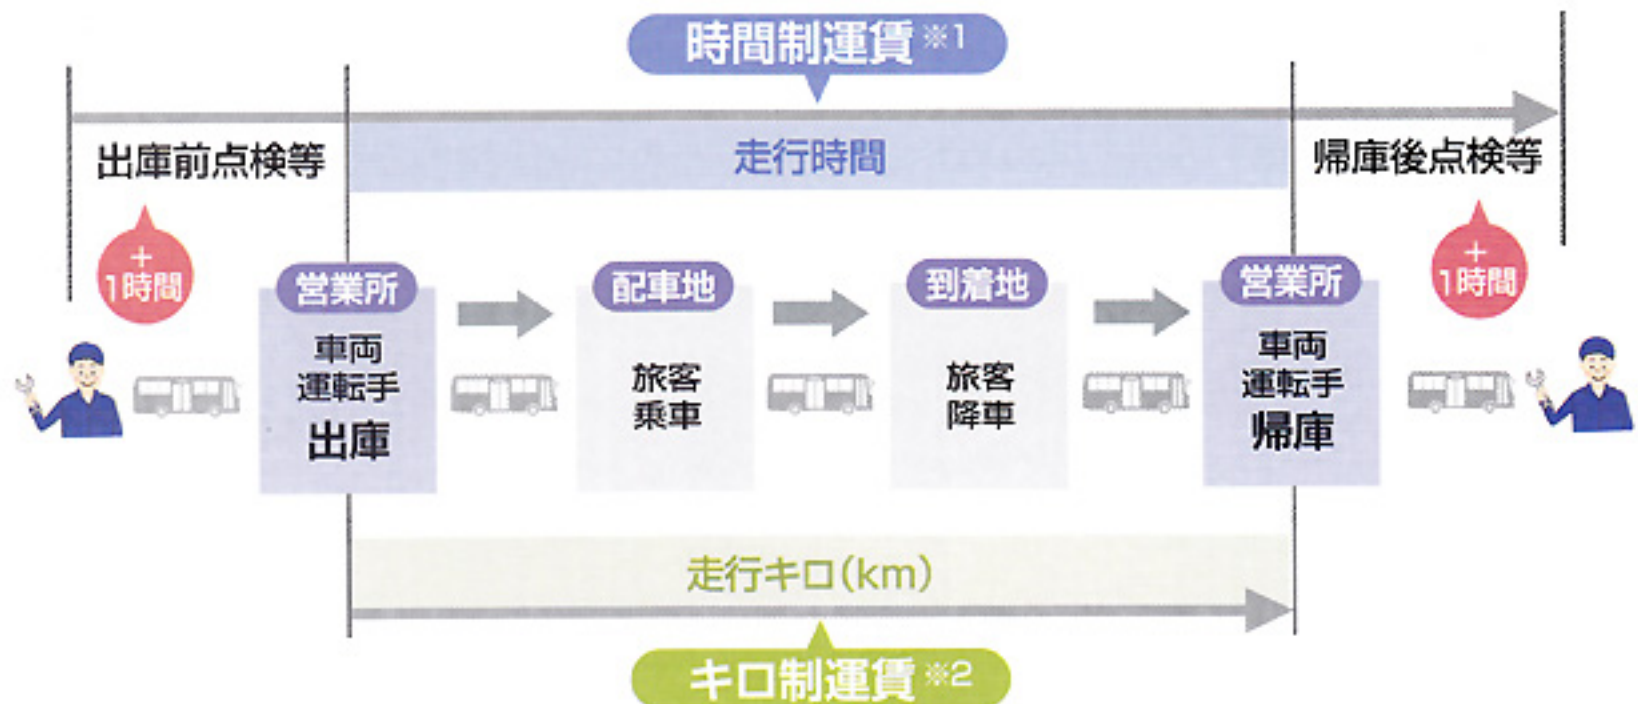 時間制運賃※1
出庫前点検等
走行時間
帰庫後点検等
+
1時間
+
1時間
営業所
車両
運転手
出庫
配車地
旅客
乗車
到着地
旅客
降車
営業所
車両
運転手
帰庫
走行キロ(km)
キロ制運賃※2